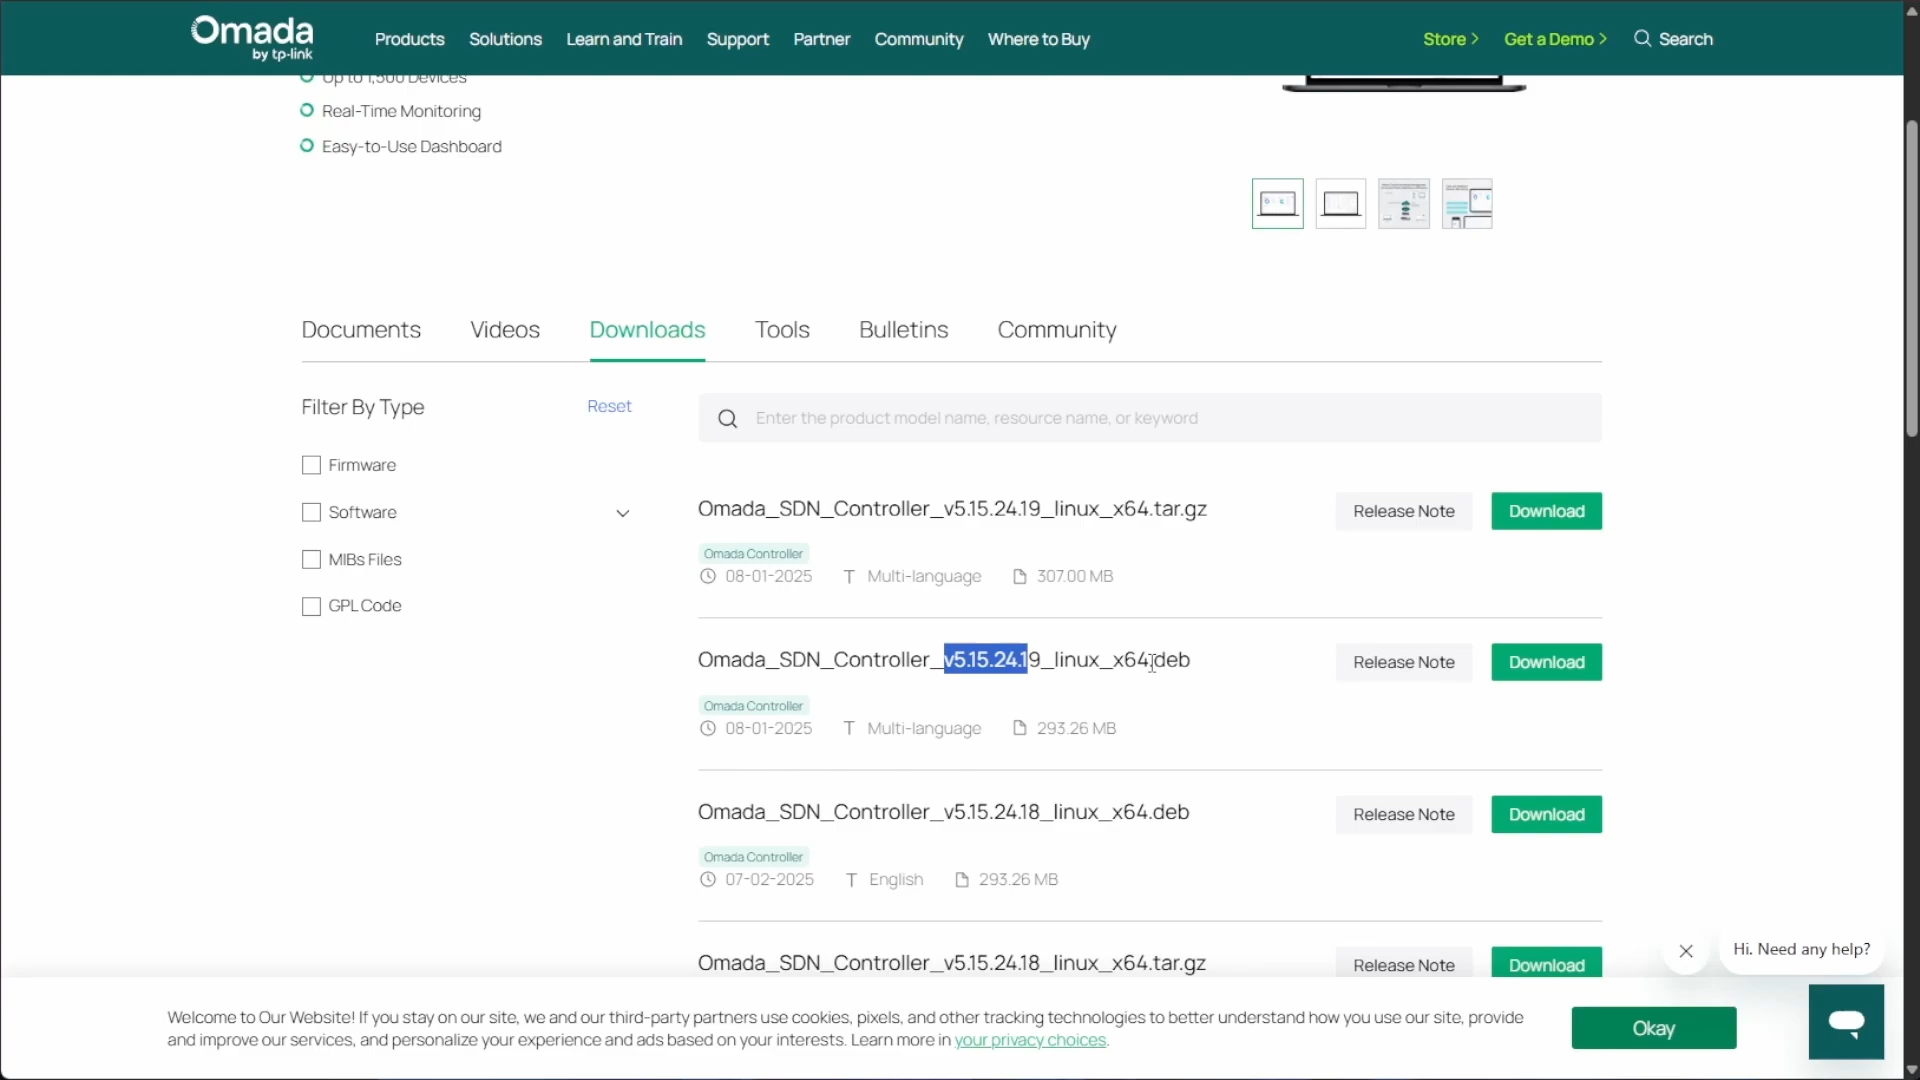 Omada
by tp-link
Products
Solutions
Learn and Train
Support
Partner
Community
Where to Buy
Store
Get a Demo
Search
Up to 1,500 Devices
Real-Time Monitoring
Easy-to-Use Dashboard
Documents
Videos
Downloads
Tools
Bulletins
Community
Filter By Type
Reset
Firmware
Software
MIBs Files
GPL Code
Enter the product model name, resource name, or keyword
Omada_SDN_Controller_v5.15.24.19_linux_x64.tar.gz
Release Note
Download
Omada Controller
08-01-2025
Multi-language
307.00 MB
Omada_SDN_Controller_v5.15.24.19_linux_x64.deb
Release Note
Download
Omada Controller
08-01-2025
Multi-language
293.26 MB
Omada_SDN_Controller_v5.15.24.18_linux_x64.deb
Release Note
Download
Omada Controller
07-02-2025
English
293.26 MB
Omada_SDN_Controller_v5.15.24.18_linux_x64.tar.gz
Release Note
Download
Hi. Need any help?
Welcome to Our Website! If you stay on our site, we and our third-party partners use cookies, pixels, and other tracking technologies to better understand how you use our site, provide
and improve our services, and personalize your experience and ads based on your interests. Learn more in your privacy choices.
Okay